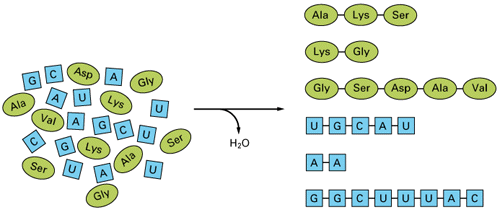 G C Asp A Gly
Ala A U Lys U
Val A G C U Ser
C G Lys Ala
Ser U A U
Gly
H₂O
Ala Lys Ser
Lys Gly
Gly Ser Asp Ala Val
U G C A U
A A
G G C U U U A C